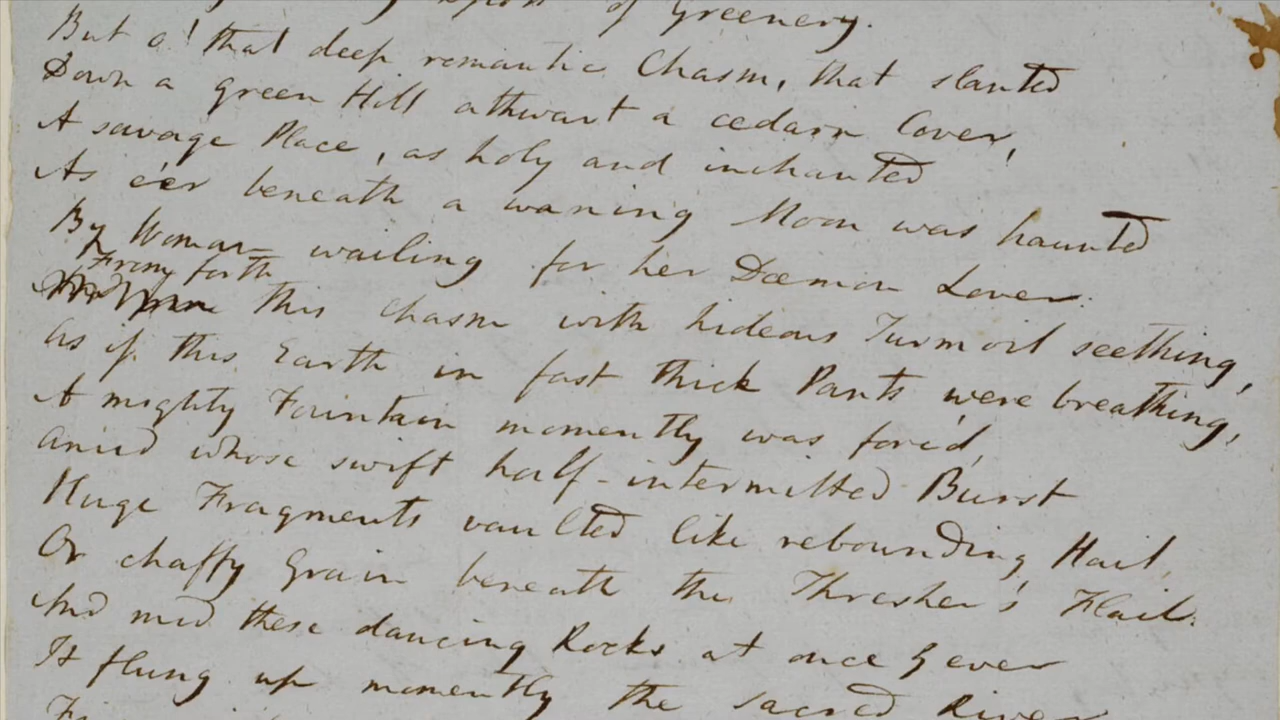 of Greenery.
But o! that deep romantic Chasm, that slanted
Down a green Hill athwart a cedarn Cover,
A savage Place, as holy and inchanted
As e'er beneath a waning Moon was haunted
By Woman wailing for her Dæmon Lover:
From forth
this Chasm with hideous Turmoil seething,
As if this Earth in fast thick Pants were breathing,
A mighty Fountain momently was forc'd,
Amid whose swift half-intermitted Burst
Huge Fragments vaulted like rebounding Hail,
Or chaffy Grain beneath the Thresher's Flail:
And mid these dancing Rocks at once & ever
It flung up momently the sacred River